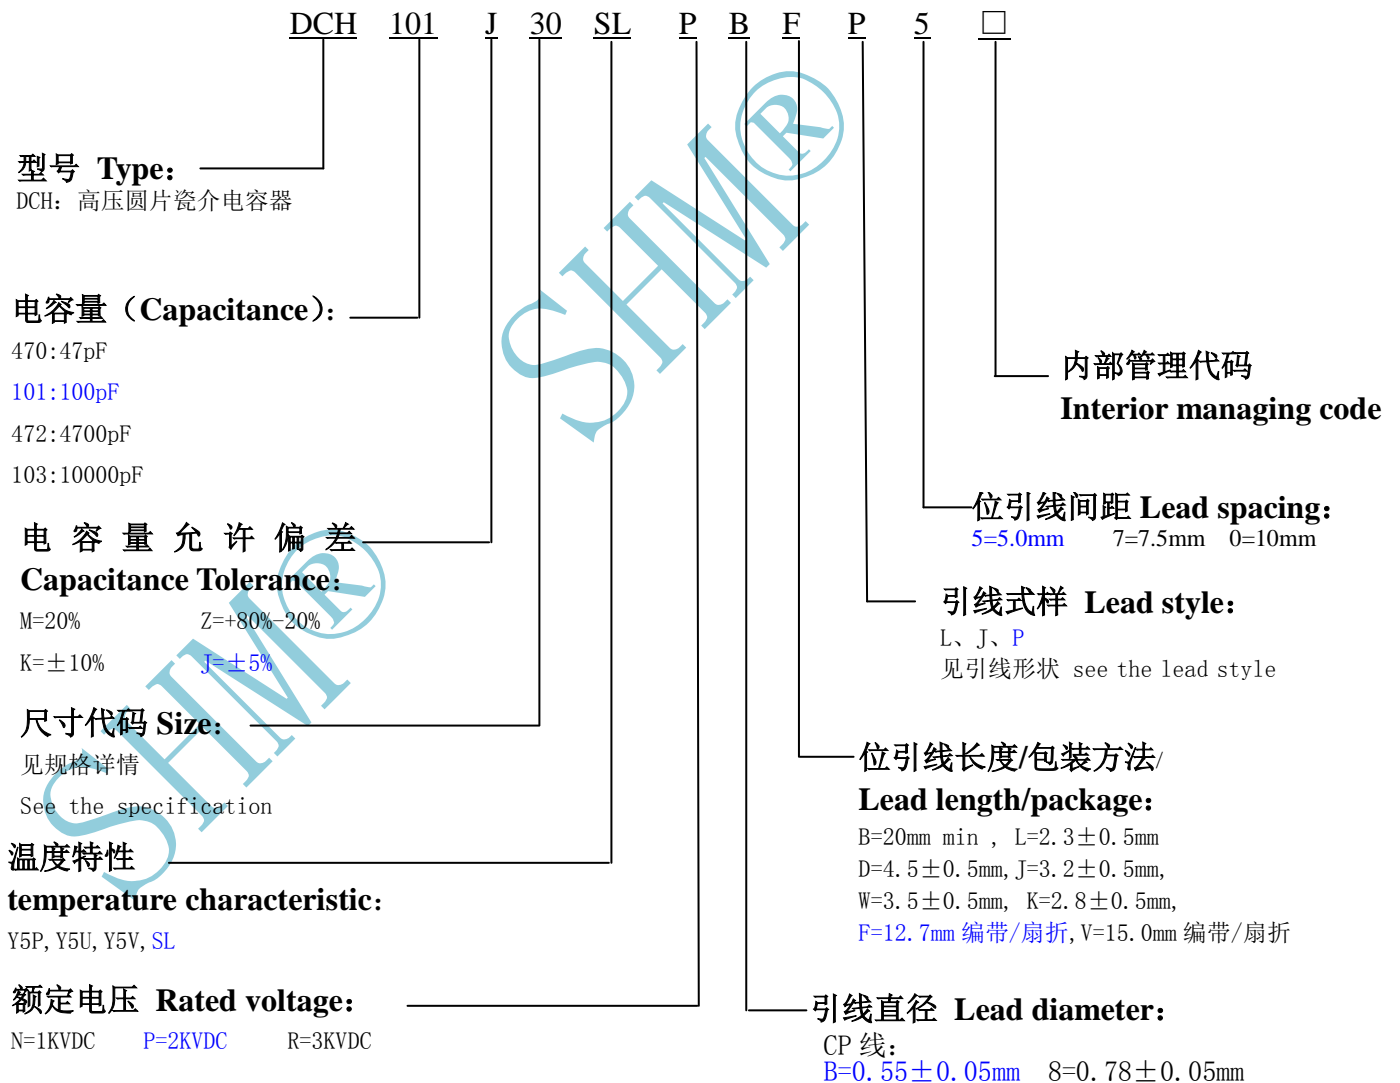 DCH 101 J 30 SL P B F P 5 □
型号 Type：
DCH：高压圆片瓷介电容器
电容量（Capacitance）：
470:47pF
101:100pF
472:4700pF
103:10000pF
电容量允许偏差
Capacitance Tolerance：
M=20% Z=+80%-20%
K=±10% J=±5%
尺寸代码 Size：
见规格详情
See the specification
温度特性
temperature characteristic：
Y5P,Y5U,Y5V,SL
额定电压 Rated voltage：
N=1KVDC P=2KVDC R=3KVDC
内部管理代码
Interior managing code
位引线间距 Lead spacing：
5=5.0mm 7=7.5mm 0=10mm
引线式样 Lead style：
L、J、P
见引线形状 see the lead style
位引线长度/包装方法/
Lead length/package：
B=20mm min , L=2.3±0.5mm
D=4.5±0.5mm,J=3.2±0.5mm,
W=3.5±0.5mm, K=2.8±0.5mm,
F=12.7mm 编带/扇折,V=15.0mm 编带/扇折
引线直径 Lead diameter：
CP 线：
B=0.55±0.05mm 8=0.78±0.05mm
SHM®
SHM®